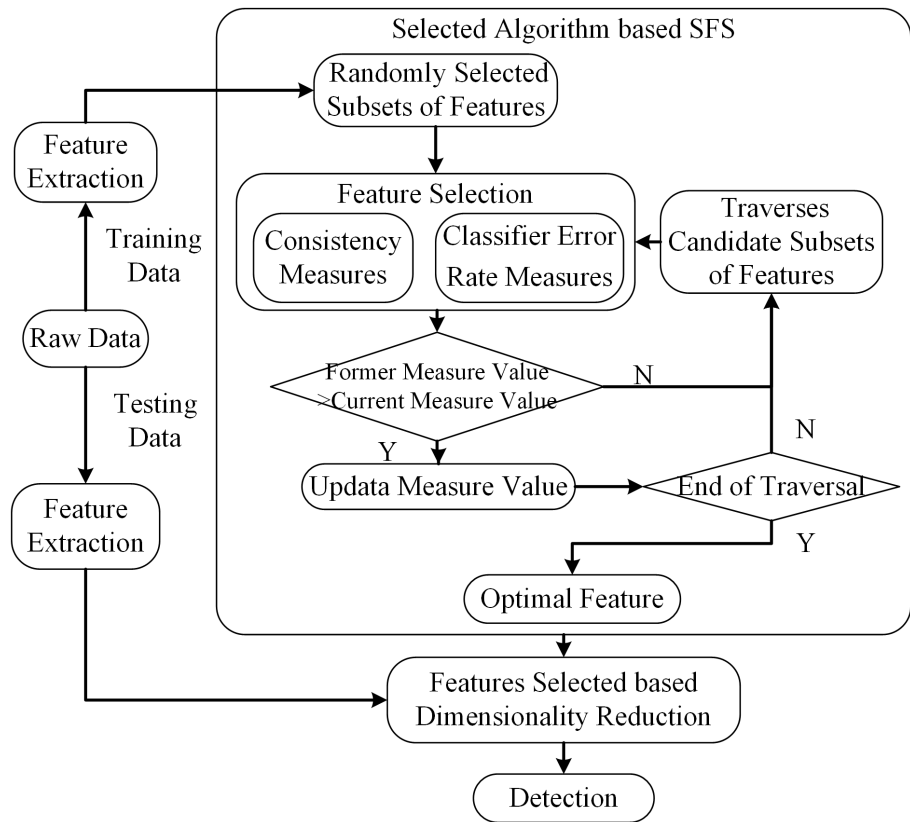 Selected Algorithm based SFS
Randomly Selected
Subsets of Features
Feature
Extraction
Feature Selection
Consistency
Measures
Classifier Error
Rate Measures
Traverses
Candidate Subsets
of Features
Training
Data
Raw Data
Testing
Data
Former Measure Value
>Current Measure Value
N
Y
N
Updata Measure Value
End of Traversal
Y
Feature
Extraction
Optimal Feature
Features Selected based
Dimensionality Reduction
Detection